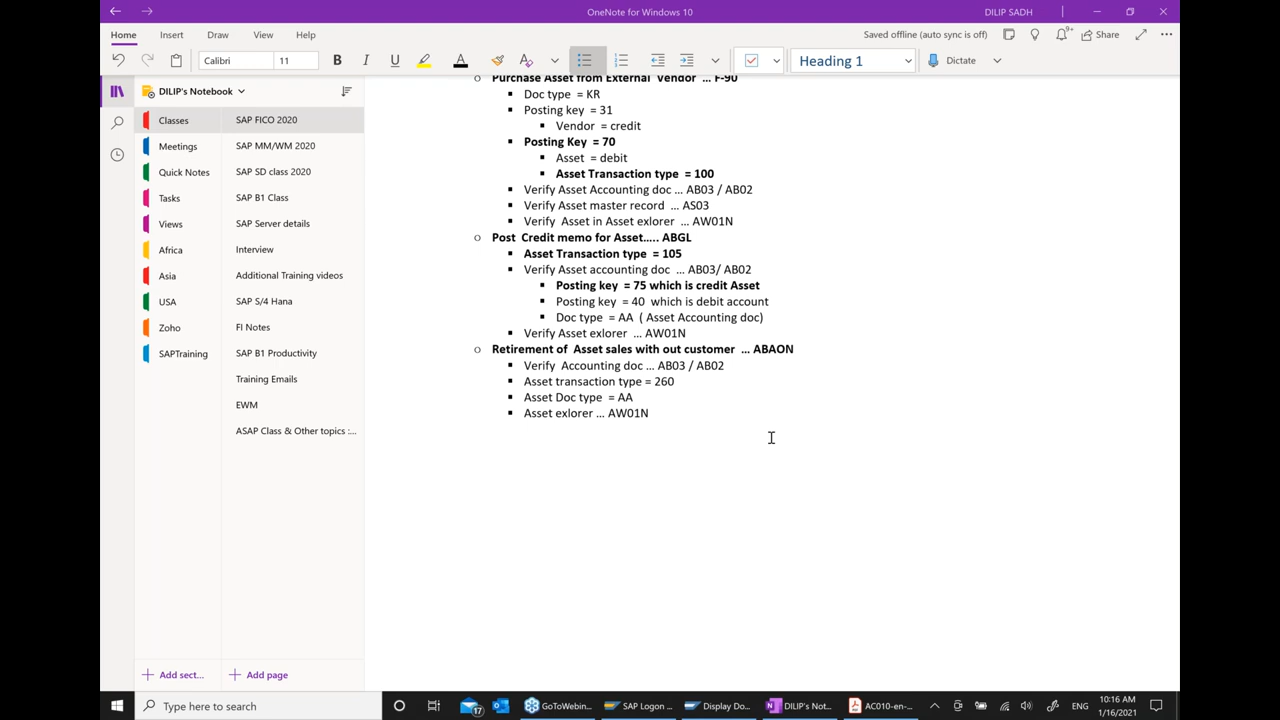 OneNote for Windows 10
DILIP SADH
Home
Insert
Draw
View
Help
Saved offline (auto sync is off)
9+
Share
Calibri
11
B
I
U
A
A
Heading 1
Dictate
DILIP's Notebook
Classes
Meetings
Quick Notes
Tasks
Views
Africa
Asia
USA
Zoho
SAPTraining
SAP FICO 2020
SAP MM/WM 2020
SAP SD class 2020
SAP B1 Class
SAP Server details
Interview
Additional Training videos
SAP S/4 Hana
FI Notes
SAP B1 Productivity
Training Emails
EWM
ASAP Class & Other topics :...
Add sect...
Add page
Purchase Asset from External Vendor ... F-90
Doc type = KR
Posting key = 31
Vendor = credit
Posting Key = 70
Asset = debit
Asset Transaction type = 100
Verify Asset Accounting doc ... AB03 / AB02
Verify Asset master record ... AS03
Verify Asset in Asset exlorer ... AW01N
Post Credit memo for Asset..... ABGL
Asset Transaction type = 105
Verify Asset accounting doc ... AB03/ AB02
Posting key = 75 which is credit Asset
Posting key = 40 which is debit account
Doc type = AA ( Asset Accounting doc)
Verify Asset exlorer ... AW01N
Retirement of Asset sales with out customer ... ABAON
Verify Accounting doc ... AB03 / AB02
Asset transaction type = 260
Asset Doc type = AA
Asset exlorer ... AW01N
Type here to search
17
GoToWebin...
SAP Logon ...
Display Do...
DILIP's Not...
AC010-en-...
ENG
10:16 AM
1/16/2021